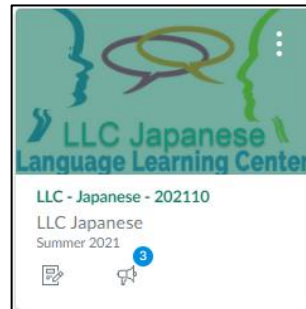 LLC Japanese
Language Learning Center
LLC - Japanese - 202110
LLC Japanese
Summer 2021
3